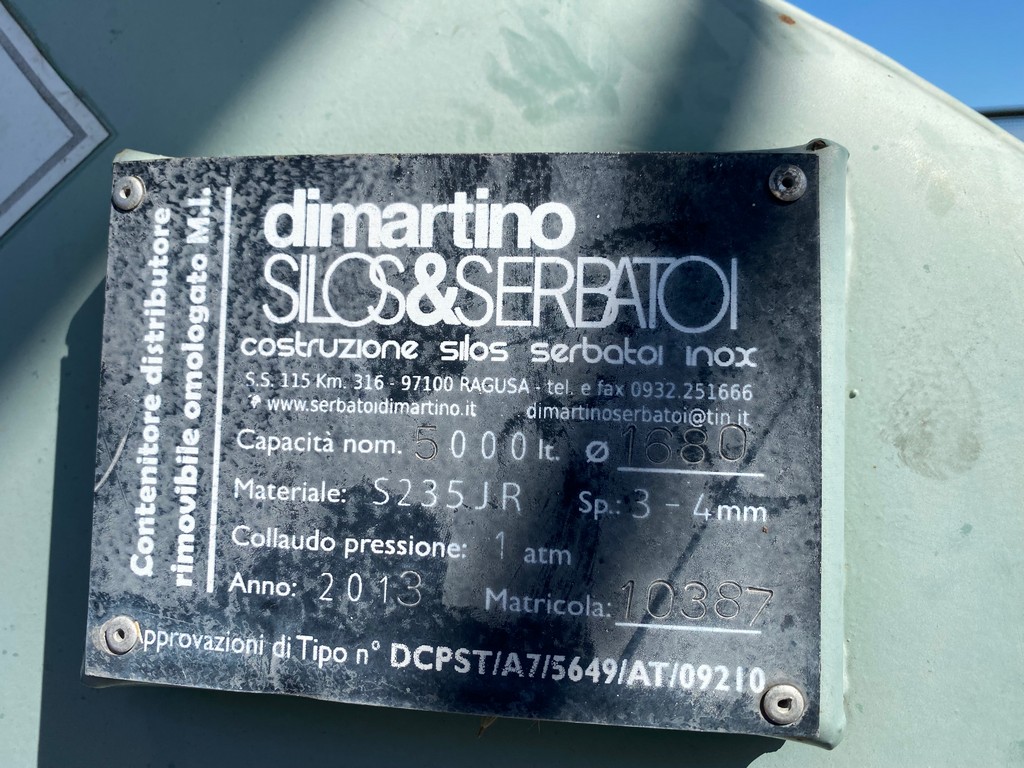 Contenitore distributore
rimovibile omologato M.I.
dimartino
SILOS&SERBATOI
costruzione silos serbatoi inox
S.S. 115 Km. 316 - 97100 RAGUSA - tel. e fax 0932.251666
www.serbatoidimartino.it dimartinoserbatoi@tin.it
Capacità nom. 5000 lt. ø 1680
Materiale: S235JR Sp.: 3 - 4 mm
Collaudo pressione: 1 atm
Anno: 2013 Matricola: 10387
Approvazioni di Tipo n° DCPST/A7/5649/AT/09210